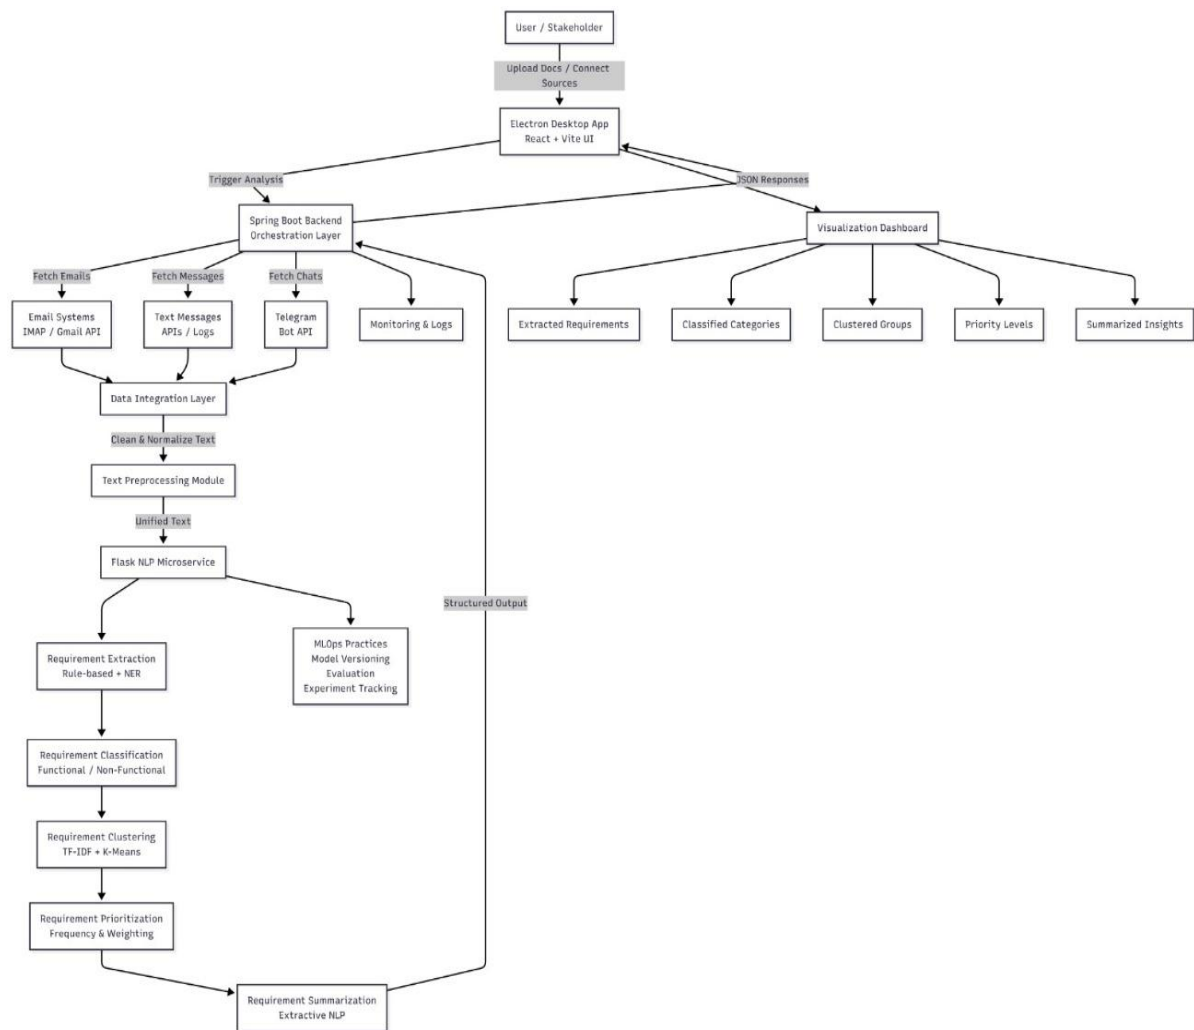 User / Stakeholder
Upload Docs / Connect
Sources
Electron Desktop App
React + Vite UI
Trigger Analysis
JSON Responses
Spring Boot Backend
Orchestration Layer
Visualization Dashboard
Fetch Emails
Fetch Messages
Fetch Chats
Email Systems
IMAP / Gmail API
Text Messages
APIs / Logs
Telegram
Bot API
Monitoring & Logs
Extracted Requirements
Classified Categories
Clustered Groups
Priority Levels
Summarized Insights
Data Integration Layer
Clean & Normalize Text
Text Preprocessing Module
Unified Text
Flask NLP Microservice
Structured Output
Requirement Extraction
Rule-based + NER
MLOps Practices
Model Versioning
Evaluation
Experiment Tracking
Requirement Classification
Functional / Non-Functional
Requirement Clustering
TF-IDF + K-Means
Requirement Prioritization
Frequency & Weighting
Requirement Summarization
Extractive NLP